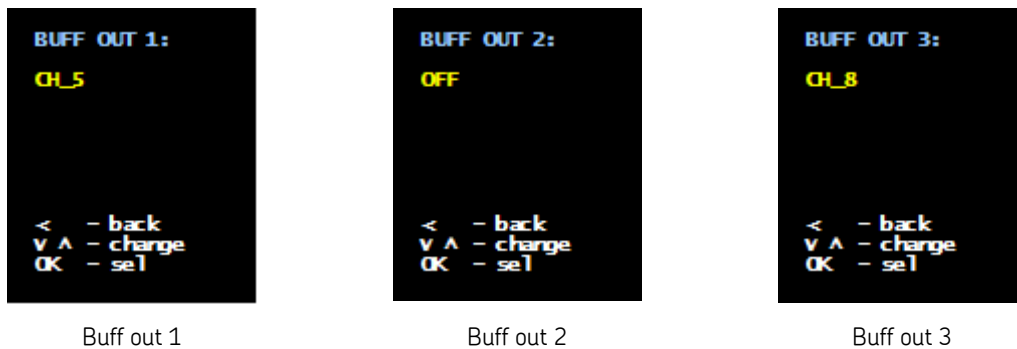 BUFF OUT 1:
CH_5
< - back
v ^ - change
OK - sel
Buff out 1
BUFF OUT 2:
OFF
< - back
v ^ - change
OK - sel
Buff out 2
BUFF OUT 3:
CH_8
< - back
v ^ - change
OK - sel
Buff out 3